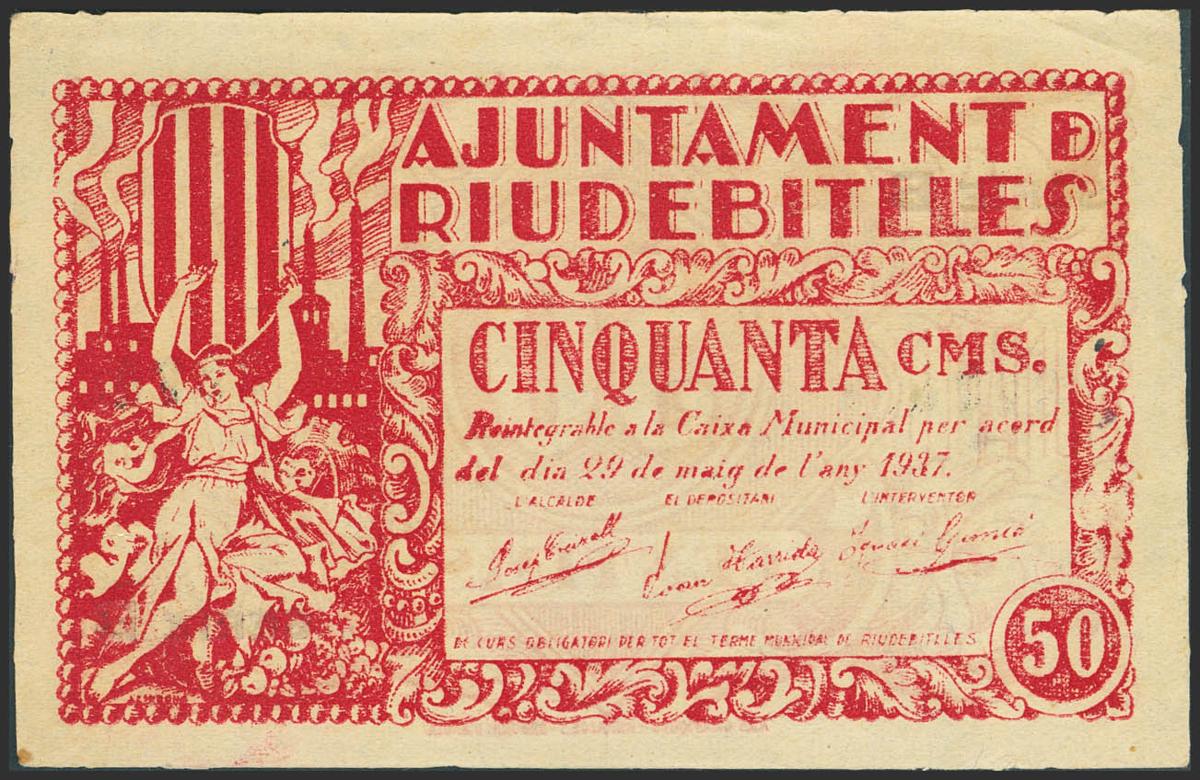 AJUNTAMENT DE
RIUDEBITLLES
CINQUANTA CMS.
Reintegrable a la Caixa Municipal per acord
del dia 29 de maig de l'any 1937.
L'ALCALDE EL DEPOSITARI L'INTERVENTOR
DE CURS OBLIGATORI PER TOT EL TERME MUNICIPAL DE RIUDEBITLLES
50